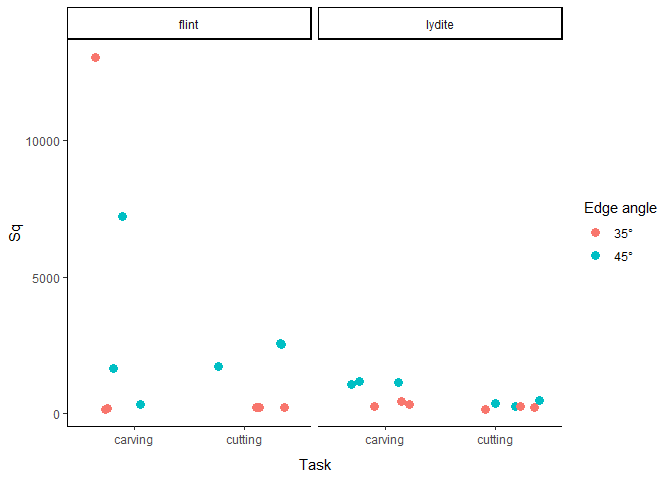 flint
lydite
10000
5000
0
Sq
carving
cutting
carving
cutting
Task
Edge angle
35°
45°